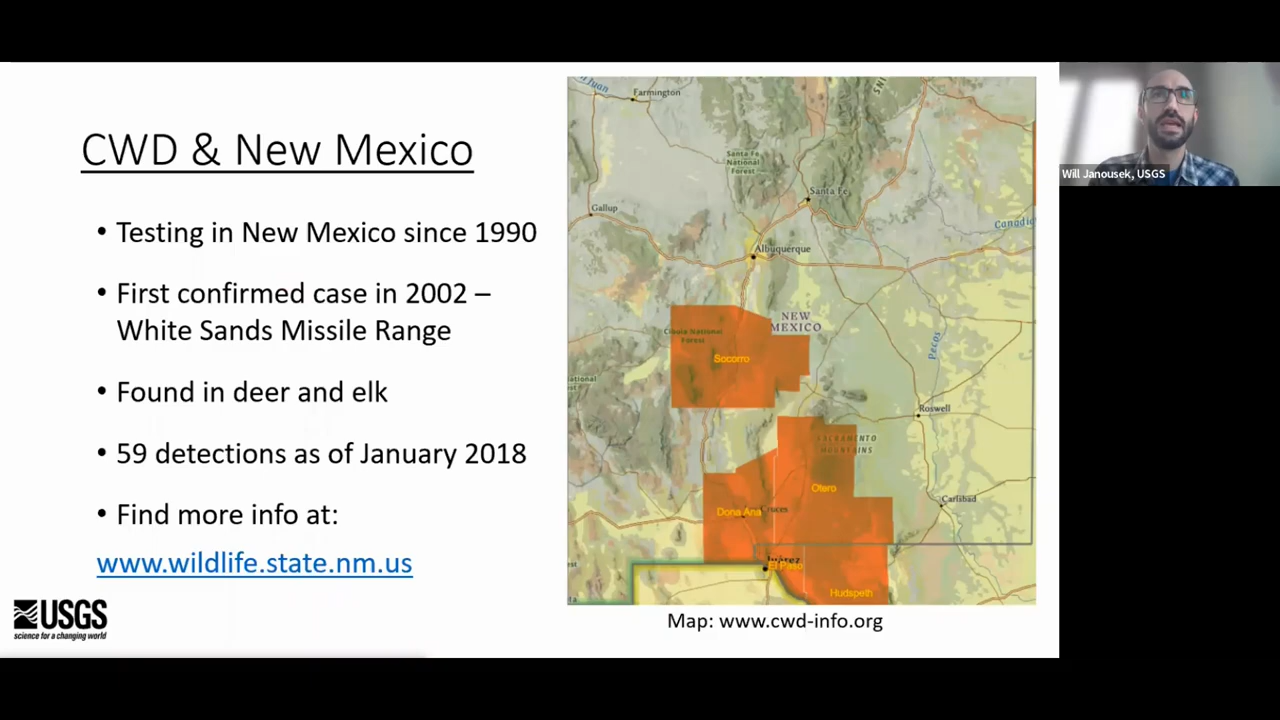 CWD & New Mexico
• Testing in New Mexico since 1990
• First confirmed case in 2002 –
White Sands Missile Range
• Found in deer and elk
• 59 detections as of January 2018
• Find more info at:
www.wildlife.state.nm.us
USGS
science for a changing world
Juan
Farmington
Santa Fe
National
Forest
Santa Fe
Gallup
Albuquerque
Canadia
NEW
MEXICO
Cibola National
Forest
Socorro
Pecos
Roswell
SACRAMENTO
MOUNTAINS
Otero
Carlsbad
Dona Ana
ruces
Juárez
El Paso
Hudspeth
Map: www.cwd-info.org
Will Janousek, USGS